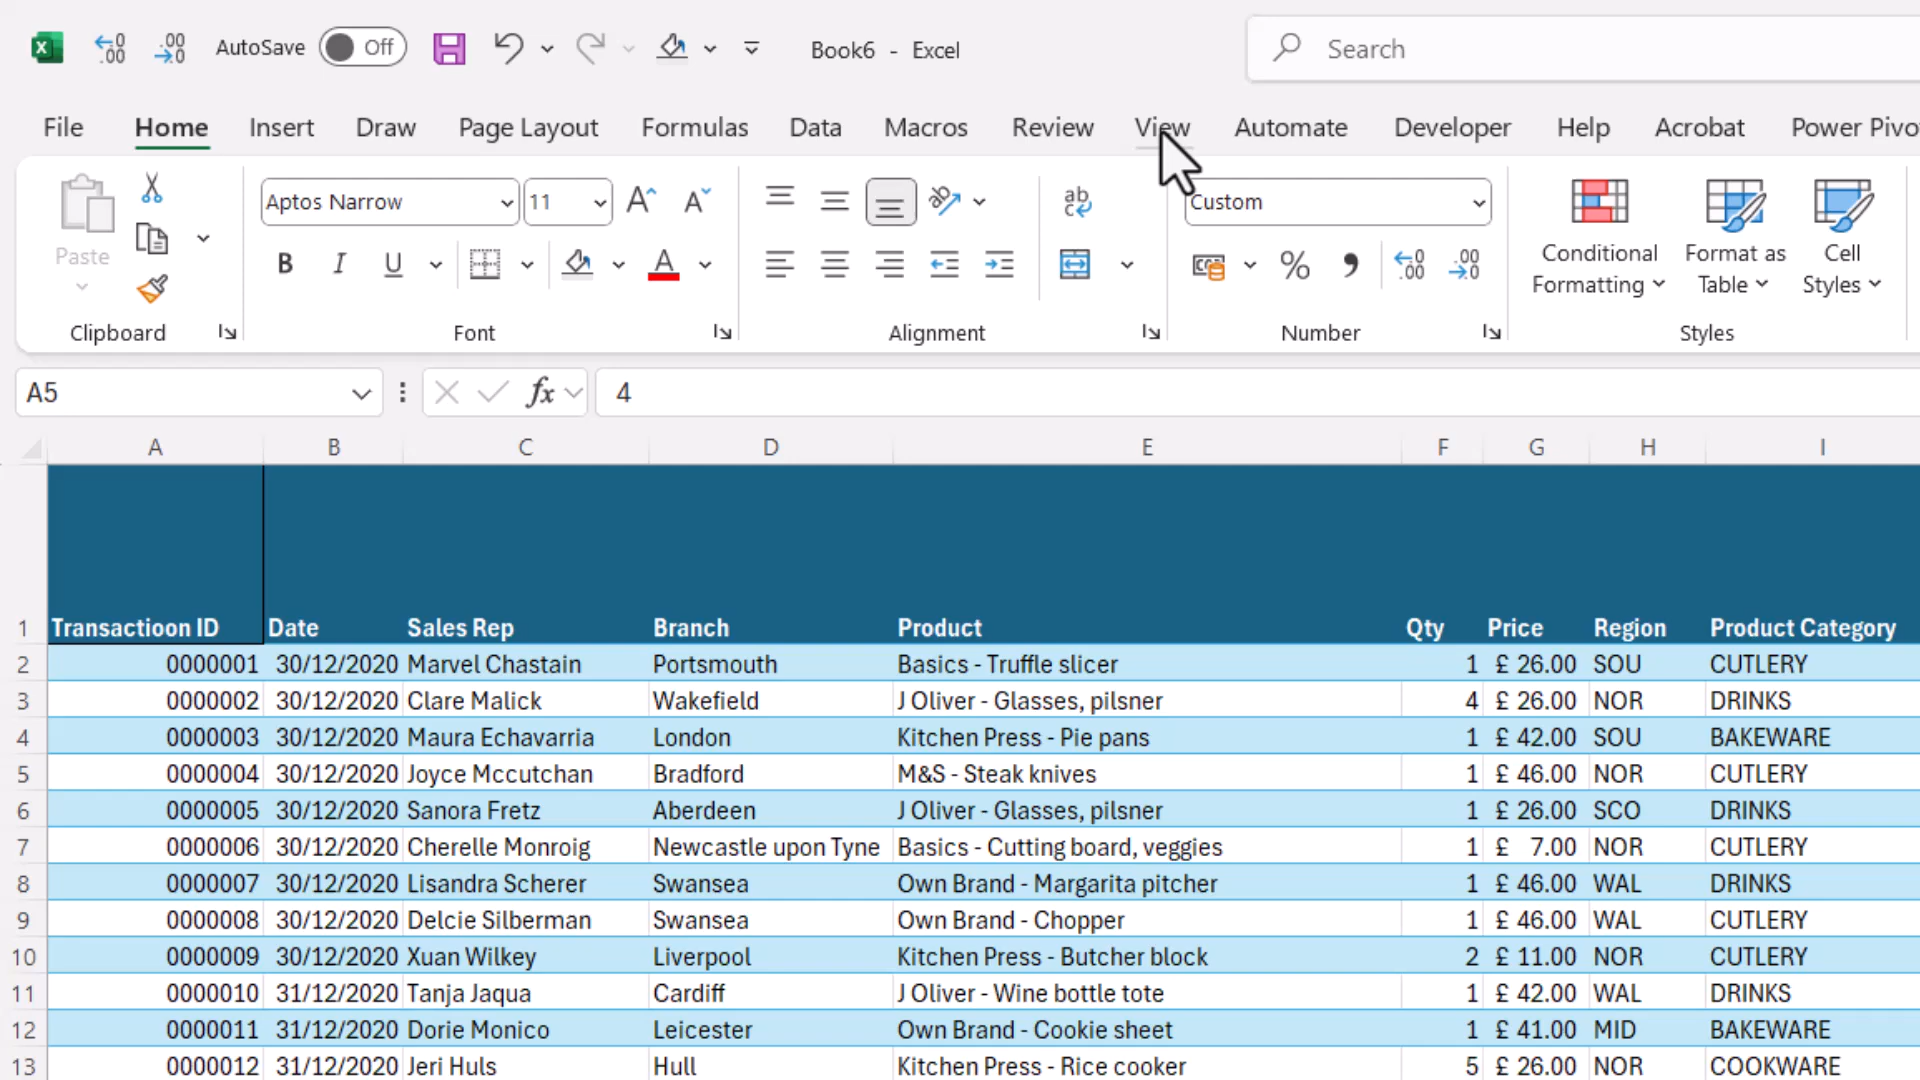 AutoSave Off Book6 - Excel Search
File Home Insert Draw Page Layout Formulas Data Macros Review View Automate Developer Help Acrobat Power Pivo
Paste Aptos Narrow 11 Custom
B I U
Conditional Formatting Format as Table Cell Styles
Clipboard Font Alignment Number Styles
A5 fx 4
A B C D E F G H I
1 Transactioon ID Date Sales Rep Branch Product Qty Price Region Product Category
2 0000001 30/12/2020 Marvel Chastain Portsmouth Basics - Truffle slicer 1 £ 26.00 SOU CUTLERY
3 0000002 30/12/2020 Clare Malick Wakefield J Oliver - Glasses, pilsner 4 £ 26.00 NOR DRINKS
4 0000003 30/12/2020 Maura Echavarria London Kitchen Press - Pie pans 1 £ 42.00 SOU BAKEWARE
5 0000004 30/12/2020 Joyce Mccutchan Bradford M&S - Steak knives 1 £ 46.00 NOR CUTLERY
6 0000005 30/12/2020 Sanora Fretz Aberdeen J Oliver - Glasses, pilsner 1 £ 26.00 SCO DRINKS
7 0000006 30/12/2020 Cherelle Monroig Newcastle upon Tyne Basics - Cutting board, veggies 1 £ 7.00 NOR CUTLERY
8 0000007 30/12/2020 Lisandra Scherer Swansea Own Brand - Margarita pitcher 1 £ 46.00 WAL DRINKS
9 0000008 30/12/2020 Delcie Silberman Swansea Own Brand - Chopper 1 £ 46.00 WAL CUTLERY
10 0000009 30/12/2020 Xuan Wilkey Liverpool Kitchen Press - Butcher block 2 £ 11.00 NOR CUTLERY
11 0000010 31/12/2020 Tanja Jaqua Cardiff J Oliver - Wine bottle tote 1 £ 42.00 WAL DRINKS
12 0000011 31/12/2020 Dorie Monico Leicester Own Brand - Cookie sheet 1 £ 41.00 MID BAKEWARE
13 0000012 31/12/2020 Jeri Huls Hull Kitchen Press - Rice cooker 5 £ 26.00 NOR COOKWARE